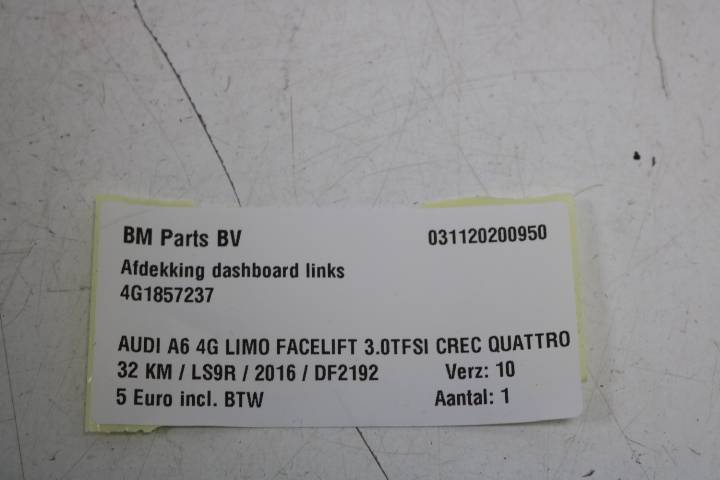 BM Parts BV 031120200950
Afdekking dashboard links
4G1857237
AUDI A6 4G LIMO FACELIFT 3.0TFSI CREC QUATTRO
32 KM / LS9R / 2016 / DF2192 Verz: 10
5 Euro incl. BTW Aantal: 1